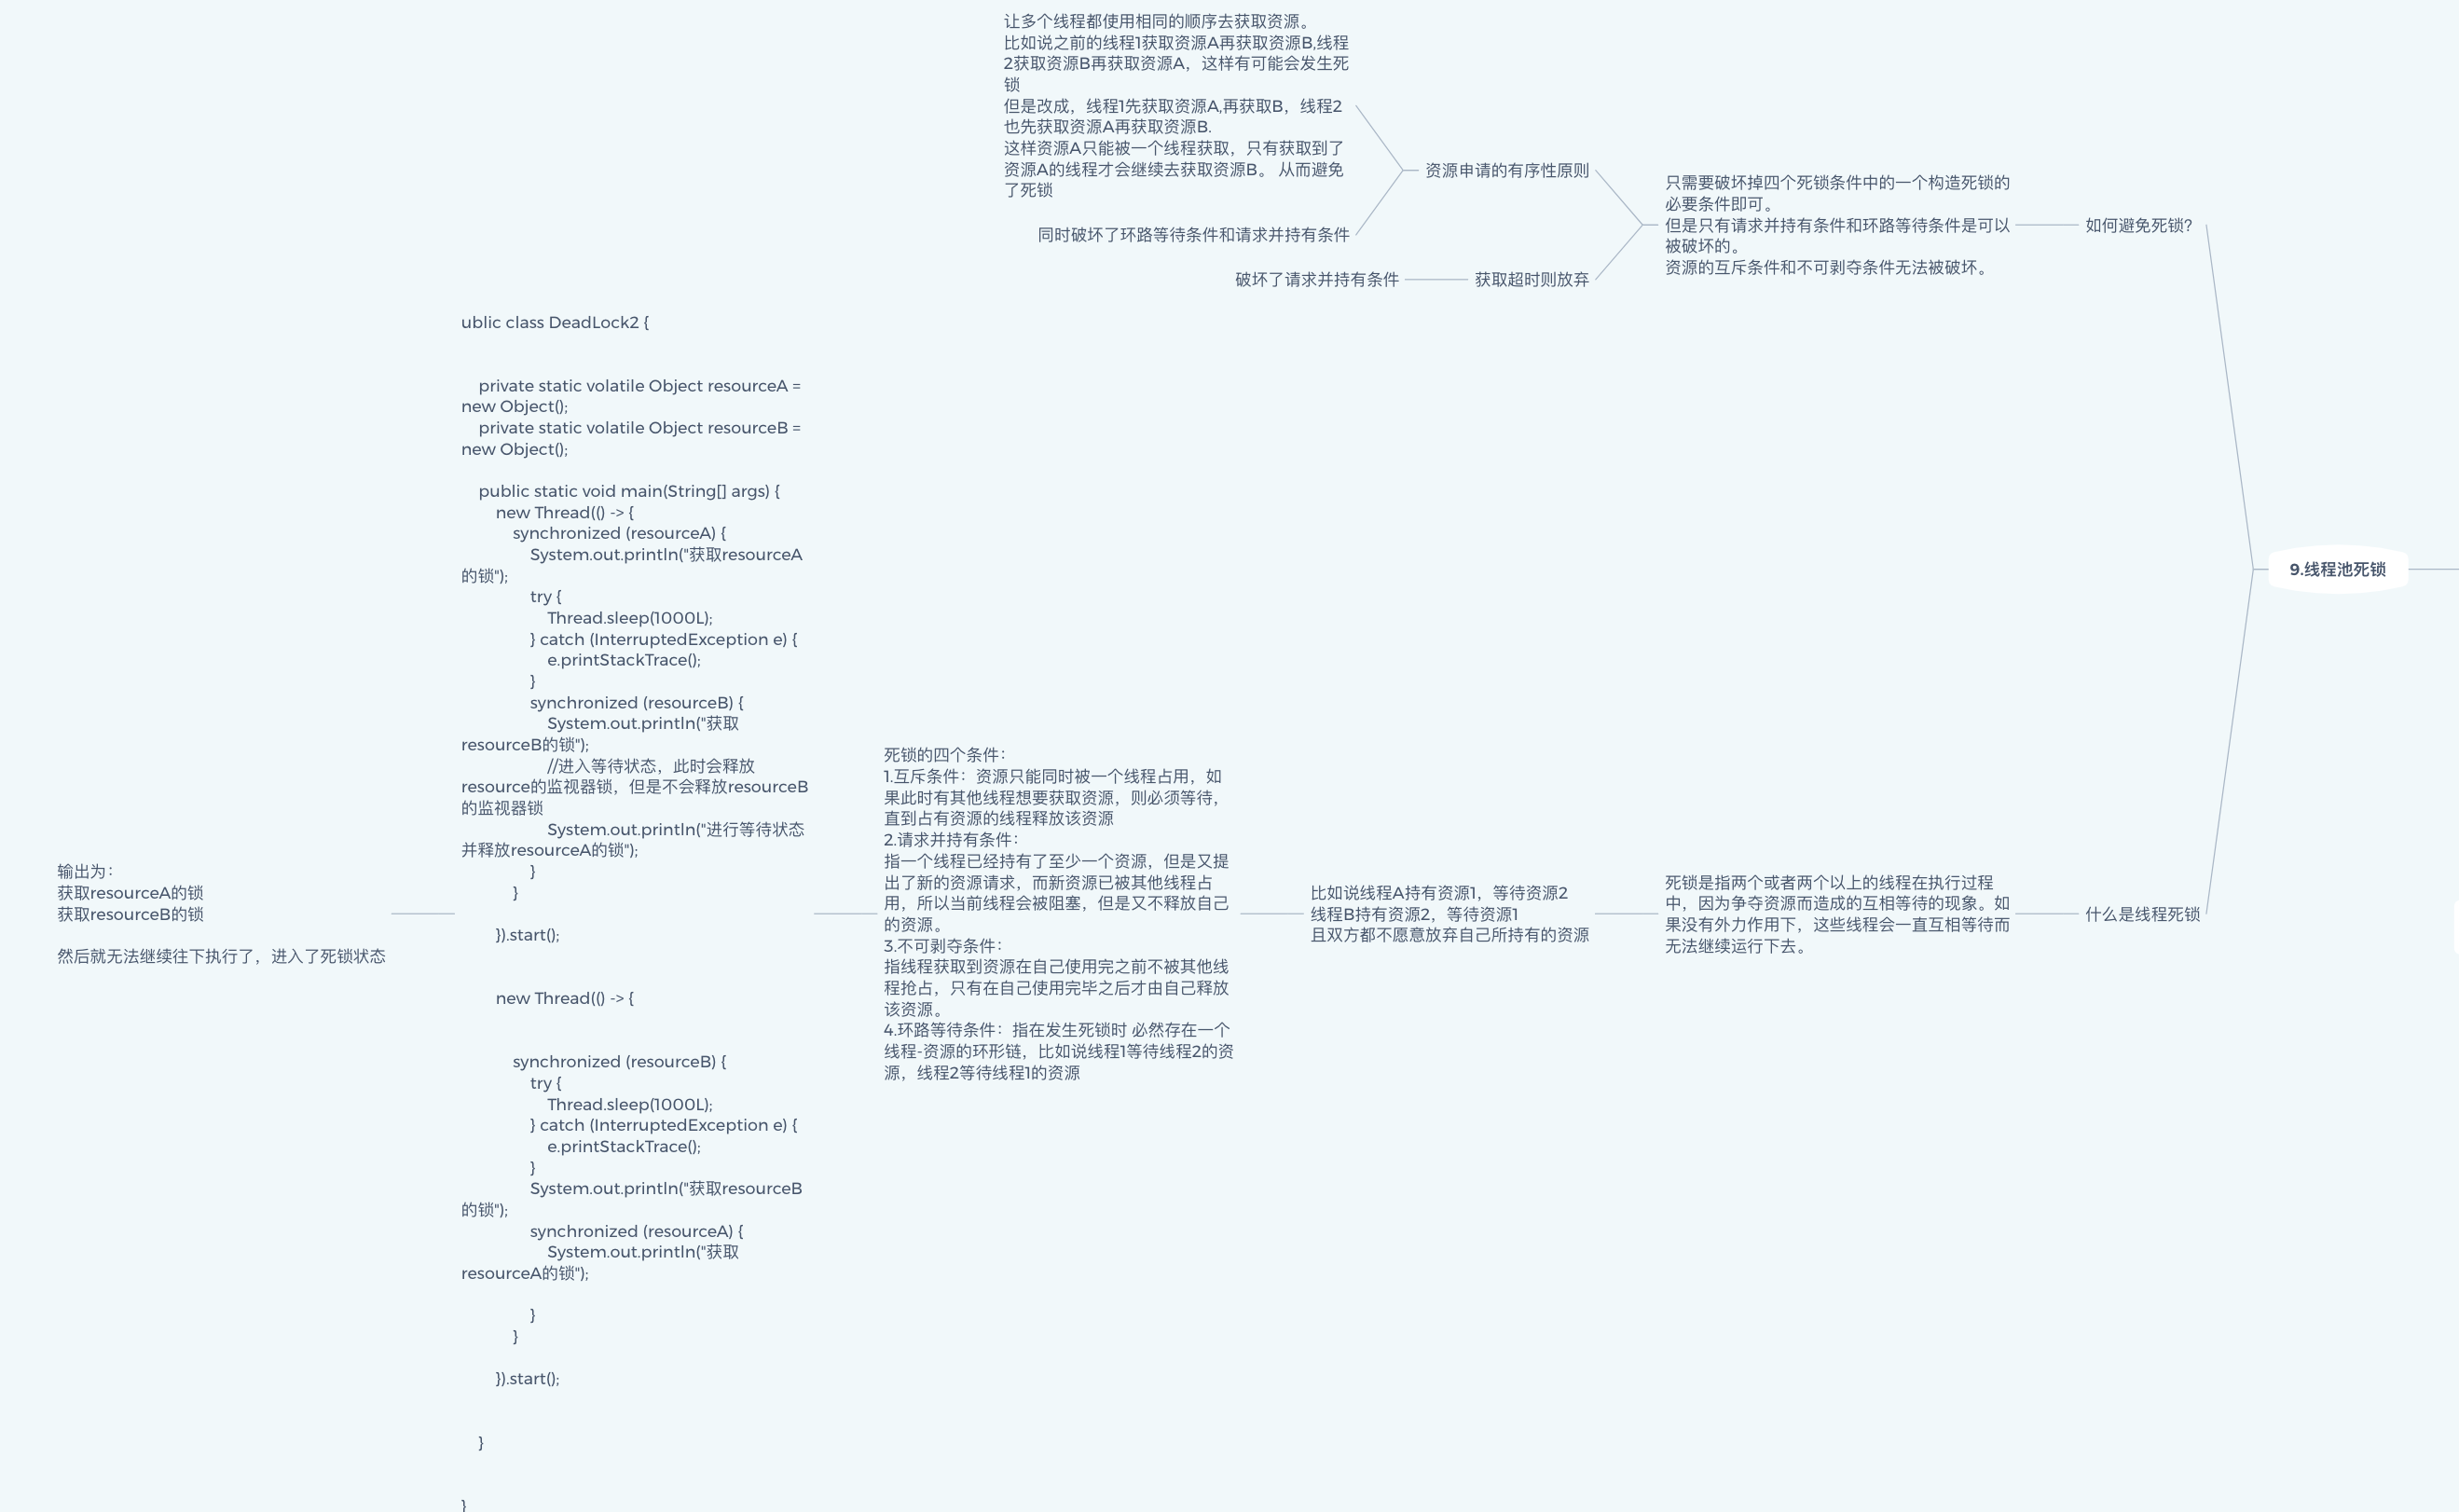 让多个线程都使用相同的顺序去获取资源。
比如说之前的线程1获取资源A再获取资源B,线程
2获取资源B再获取资源A，这样有可能会发生死
锁
但是改成，线程1先获取资源A,再获取B，线程2
也先获取资源A再获取资源B.
这样资源A只能被一个线程获取，只有获取到了
资源A的线程才会继续去获取资源B。 从而避免
了死锁
同时破坏了环路等待条件和请求并持有条件
资源申请的有序性原则
破坏了请求并持有条件
获取超时则放弃
只需要破坏掉四个死锁条件中的一个构造死锁的
必要条件即可。
但是只有请求并持有条件和环路等待条件是可以
被破坏的。
资源的互斥条件和不可剥夺条件无法被破坏。
如何避免死锁?
9.线程池死锁
输出为：
获取resourceA的锁
获取resourceB的锁
然后就无法继续往下执行了，进入了死锁状态
ublic class DeadLock2 {
private static volatile Object resourceA =
new Object();
private static volatile Object resourceB =
new Object();
public static void main(String[] args) {
new Thread(() -> {
synchronized (resourceA) {
System.out.println("获取resourceA
的锁");
try {
Thread.sleep(1000L);
} catch (InterruptedException e) {
e.printStackTrace();
}
synchronized (resourceB) {
System.out.println("获取
resourceB的锁");
//进入等待状态，此时会释放
resource的监视器锁，但是不会释放resourceB
的监视器锁
System.out.println("进行等待状态
并释放resourceA的锁");
}
}
}).start();
new Thread(() -> {
synchronized (resourceB) {
try {
Thread.sleep(1000L);
} catch (InterruptedException e) {
e.printStackTrace();
}
System.out.println("获取resourceB
的锁");
synchronized (resourceA) {
System.out.println("获取
resourceA的锁");
}
}
}).start();
}
}
死锁的四个条件：
1.互斥条件：资源只能同时被一个线程占用，如
果此时有其他线程想要获取资源，则必须等待，
直到占有资源的线程释放该资源
2.请求并持有条件：
指一个线程已经持有了至少一个资源，但是又提
出了新的资源请求，而新资源已被其他线程占
用，所以当前线程会被阻塞，但是又不释放自己
的资源。
3.不可剥夺条件：
指线程获取到资源在自己使用完之前不被其他线
程抢占，只有在自己使用完毕之后才由自己释放
该资源。
4.环路等待条件：指在发生死锁时 必然存在一个
线程-资源的环形链，比如说线程1等待线程2的资
源，线程2等待线程1的资源
比如说线程A持有资源1，等待资源2
线程B持有资源2，等待资源1
且双方都不愿意放弃自己所持有的资源
死锁是指两个或者两个以上的线程在执行过程
中，因为争夺资源而造成的互相等待的现象。如
果没有外力作用下，这些线程会一直互相等待而
无法继续运行下去。
什么是线程死锁